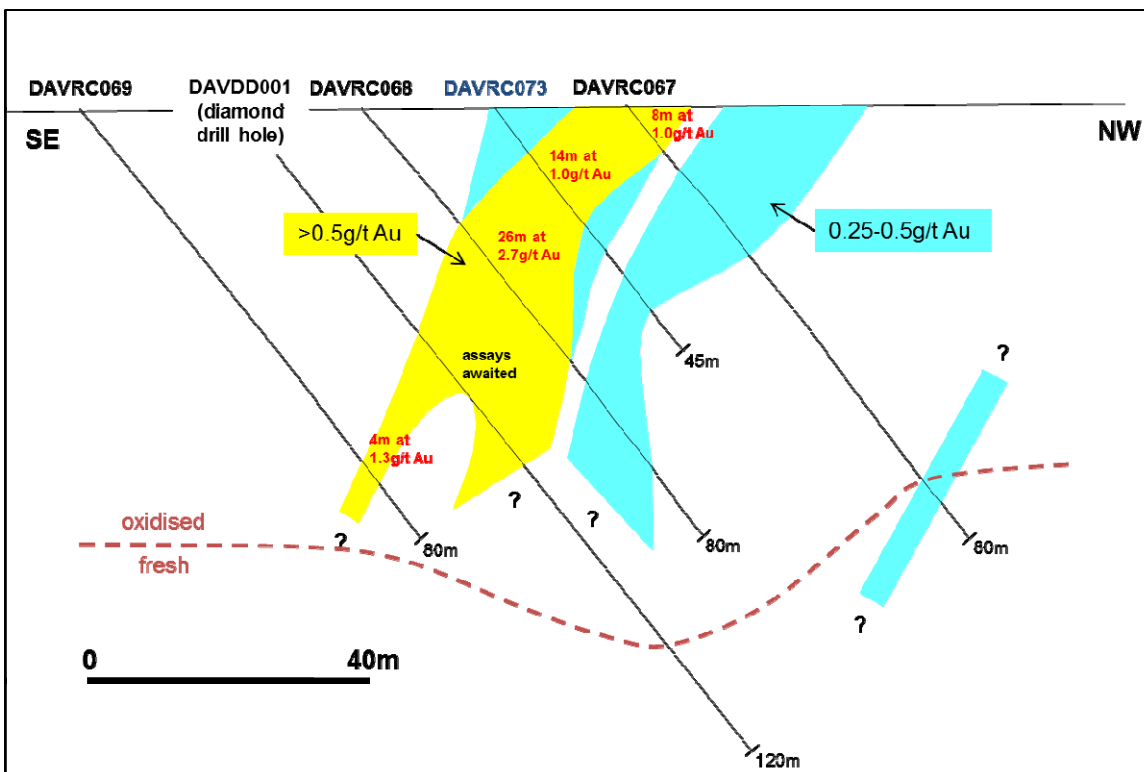 DAVRC069
DAVDD001
(diamond
drill hole)
DAVRC068
DAVRC073
DAVRC067
SE
NW
8m at
1.0g/t Au
14m at
1.0g/t Au
>0.5g/t Au
26m at
2.7g/t Au
0.25-0.5g/t Au
assays
awaited
45m
?
4m at
1.3g/t Au
?
?
?
oxidised
fresh
80m
80m
80m
?
0
40m
120m